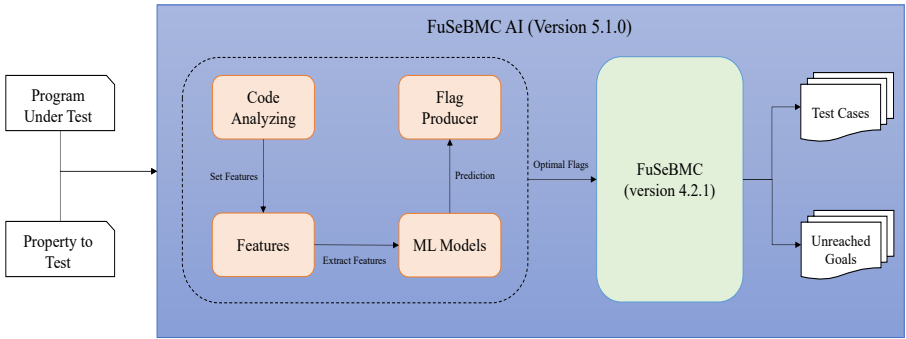 FuSeBMC AI (Version 5.1.0)
Program
Under Test
Property to
Test
Code
Analyzing
Flag
Producer
Set Features
Prediction
Features
Extract Features
ML Models
Optimal Flags
FuSeBMC
(version 4.2.1)
Test Cases
Unreached
Goals